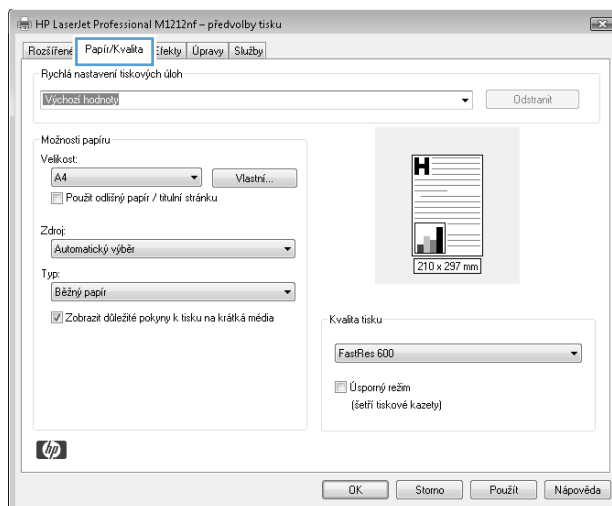 HP LaserJet Professional M1212nf – předvolby tisku
Rozšířené Papír/Kvalita Efekty Úpravy Služby
Rychlá nastavení tiskových úloh
Výchozí hodnoty
Odstranit
Možnosti papíru
Velikost:
A4
Vlastní...
Použít odlišný papír / titulní stránku
Zdroj:
Automatický výběr
Typ:
Běžný papír
Zobrazit důležité pokyny k tisku na krátká média
H
210 x 297 mm
Kvalita tisku
FastRes 600
Úsporný režim
(šetří tiskové kazety)
hp
OK Storno Použít Nápověda